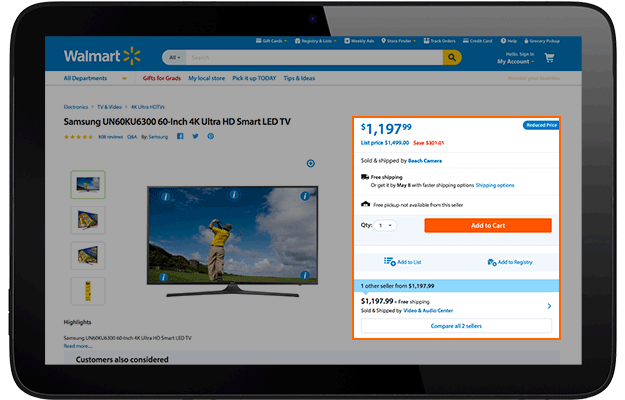 Gift Cards
Registry & Lists
Weekly Ads
Store Finder
Track Orders
Credit Card
Help
Grocery Pickup
Walmart
All
Search
Hello, Sign in
My Account
All Departments
Gifts for Grads
My local store
Pick it up TODAY
Tips & Ideas
Electronics > TV & Video > 4K Ultra HDTVs
Samsung UN60KU6300 60-Inch 4K Ultra HD Smart LED TV
808 reviews Q&A By: Samsung
$1,197 99
Reduced Price
List price $1,499.00 Save $301.01
Sold & shipped by Beach Camera
Free shipping
Or get it by May 8 with faster shipping options Shipping options
Free pickup not available from this seller
Qty: 1
Add to Cart
Add to List
Add to Registry
1 other seller from $1,197.99
$1,197.99 + Free shipping
Sold & Shipped by Video & Audio Center
Compare all 2 sellers
Highlights
Samsung UN60KU6300 60-Inch 4K Ultra HD Smart LED TV
Read more...
Customers also considered